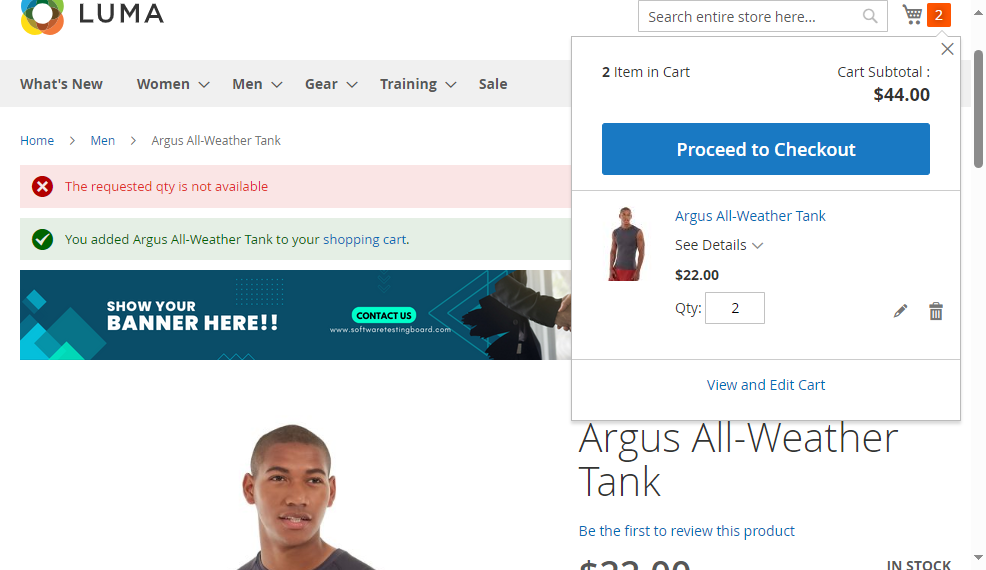 LUMA
Search entire store here...
2
What's New
Women
Men
Gear
Training
Sale
2 Item in Cart
Cart Subtotal :
$44.00
Proceed to Checkout
Home
Men
Argus All-Weather Tank
The requested qty is not available
You added Argus All-Weather Tank to your shopping cart.
Argus All-Weather Tank
See Details
$22.00
Qty: 2
SHOW YOUR
BANNER HERE!!
CONTACT US
www.softwaretestingboard.com
View and Edit Cart
Argus All-Weather
Tank
Be the first to review this product
$22.00
IN STOCK